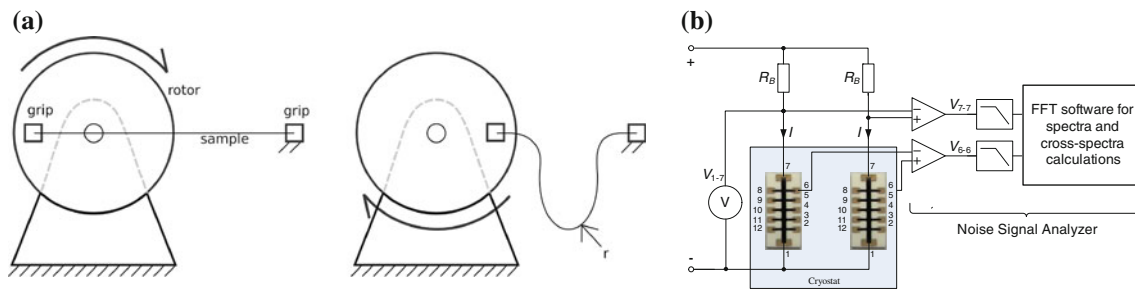 (a)
rotor
grip
grip
sample
r
(b)
+
R_B
R_B
I
I
V_{1-7}
V
7
8
9
10
11
12
6
5
4
3
2
1
7
8
9
10
11
12
6
5
4
3
2
1
Cryostat
-
−
+
V_{7-7}
−
+
V_{6-6}
FFT software for
spectra and
cross-spectra
calculations
Noise Signal Analyzer